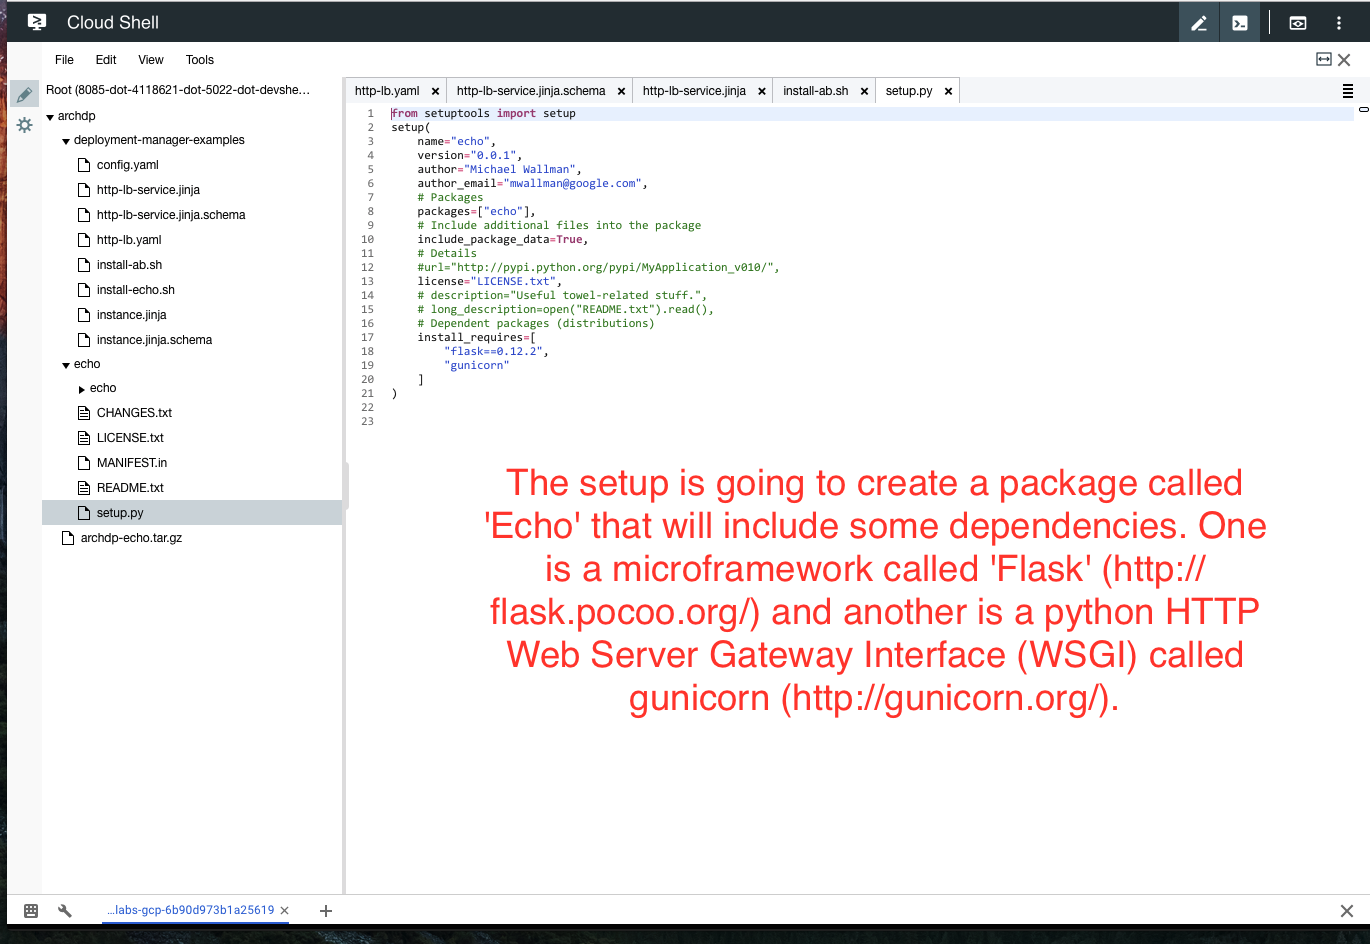 Cloud Shell
File Edit View Tools
Root (8085-dot-4118621-dot-5022-dot-devshe...
archdp
deployment-manager-examples
config.yaml
http-lb-service.jinja
http-lb-service.jinja.schema
http-lb.yaml
install-ab.sh
install-echo.sh
instance.jinja
instance.jinja.schema
echo
echo
CHANGES.txt
LICENSE.txt
MANIFEST.in
README.txt
setup.py
archdp-echo.tar.gz
http-lb.yaml × http-lb-service.jinja.schema × http-lb-service.jinja × install-ab.sh × setup.py ×
1 from setuptools import setup
2 setup(
3     name="echo",
4     version="0.0.1",
5     author="Michael Wallman",
6     author_email="mwallman@google.com",
7     # Packages
8     packages=["echo"],
9     # Include additional files into the package
10     include_package_data=True,
11     # Details
12     #url="http://pypi.python.org/pypi/MyApplication_v010/",
13     license="LICENSE.txt",
14     # description="Useful towel-related stuff.",
15     # long_description=open("README.txt").read(),
16     # Dependent packages (distributions)
17     install_requires=[
18         "flask==0.12.2",
19         "gunicorn"
20     ]
21 )
22
23
The setup is going to create a package called
'Echo' that will include some dependencies. One
is a microframework called 'Flask' (http://
flask.pocoo.org/) and another is a python HTTP
Web Server Gateway Interface (WSGI) called
gunicorn (http://gunicorn.org/).
...labs-gcp-6b90d973b1a25619 × +